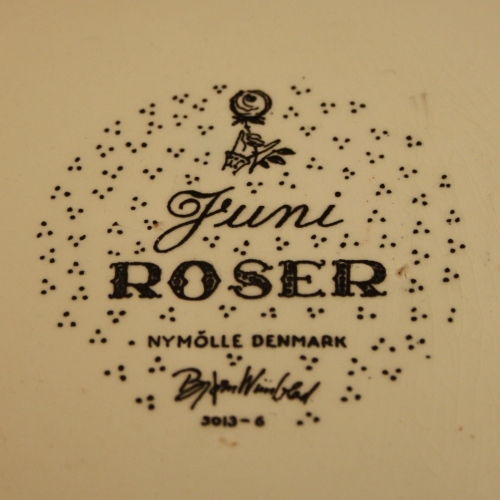 Juni
ROSER
NYMÖLLE DENMARK
Bjørn Wiinblad
3013-6